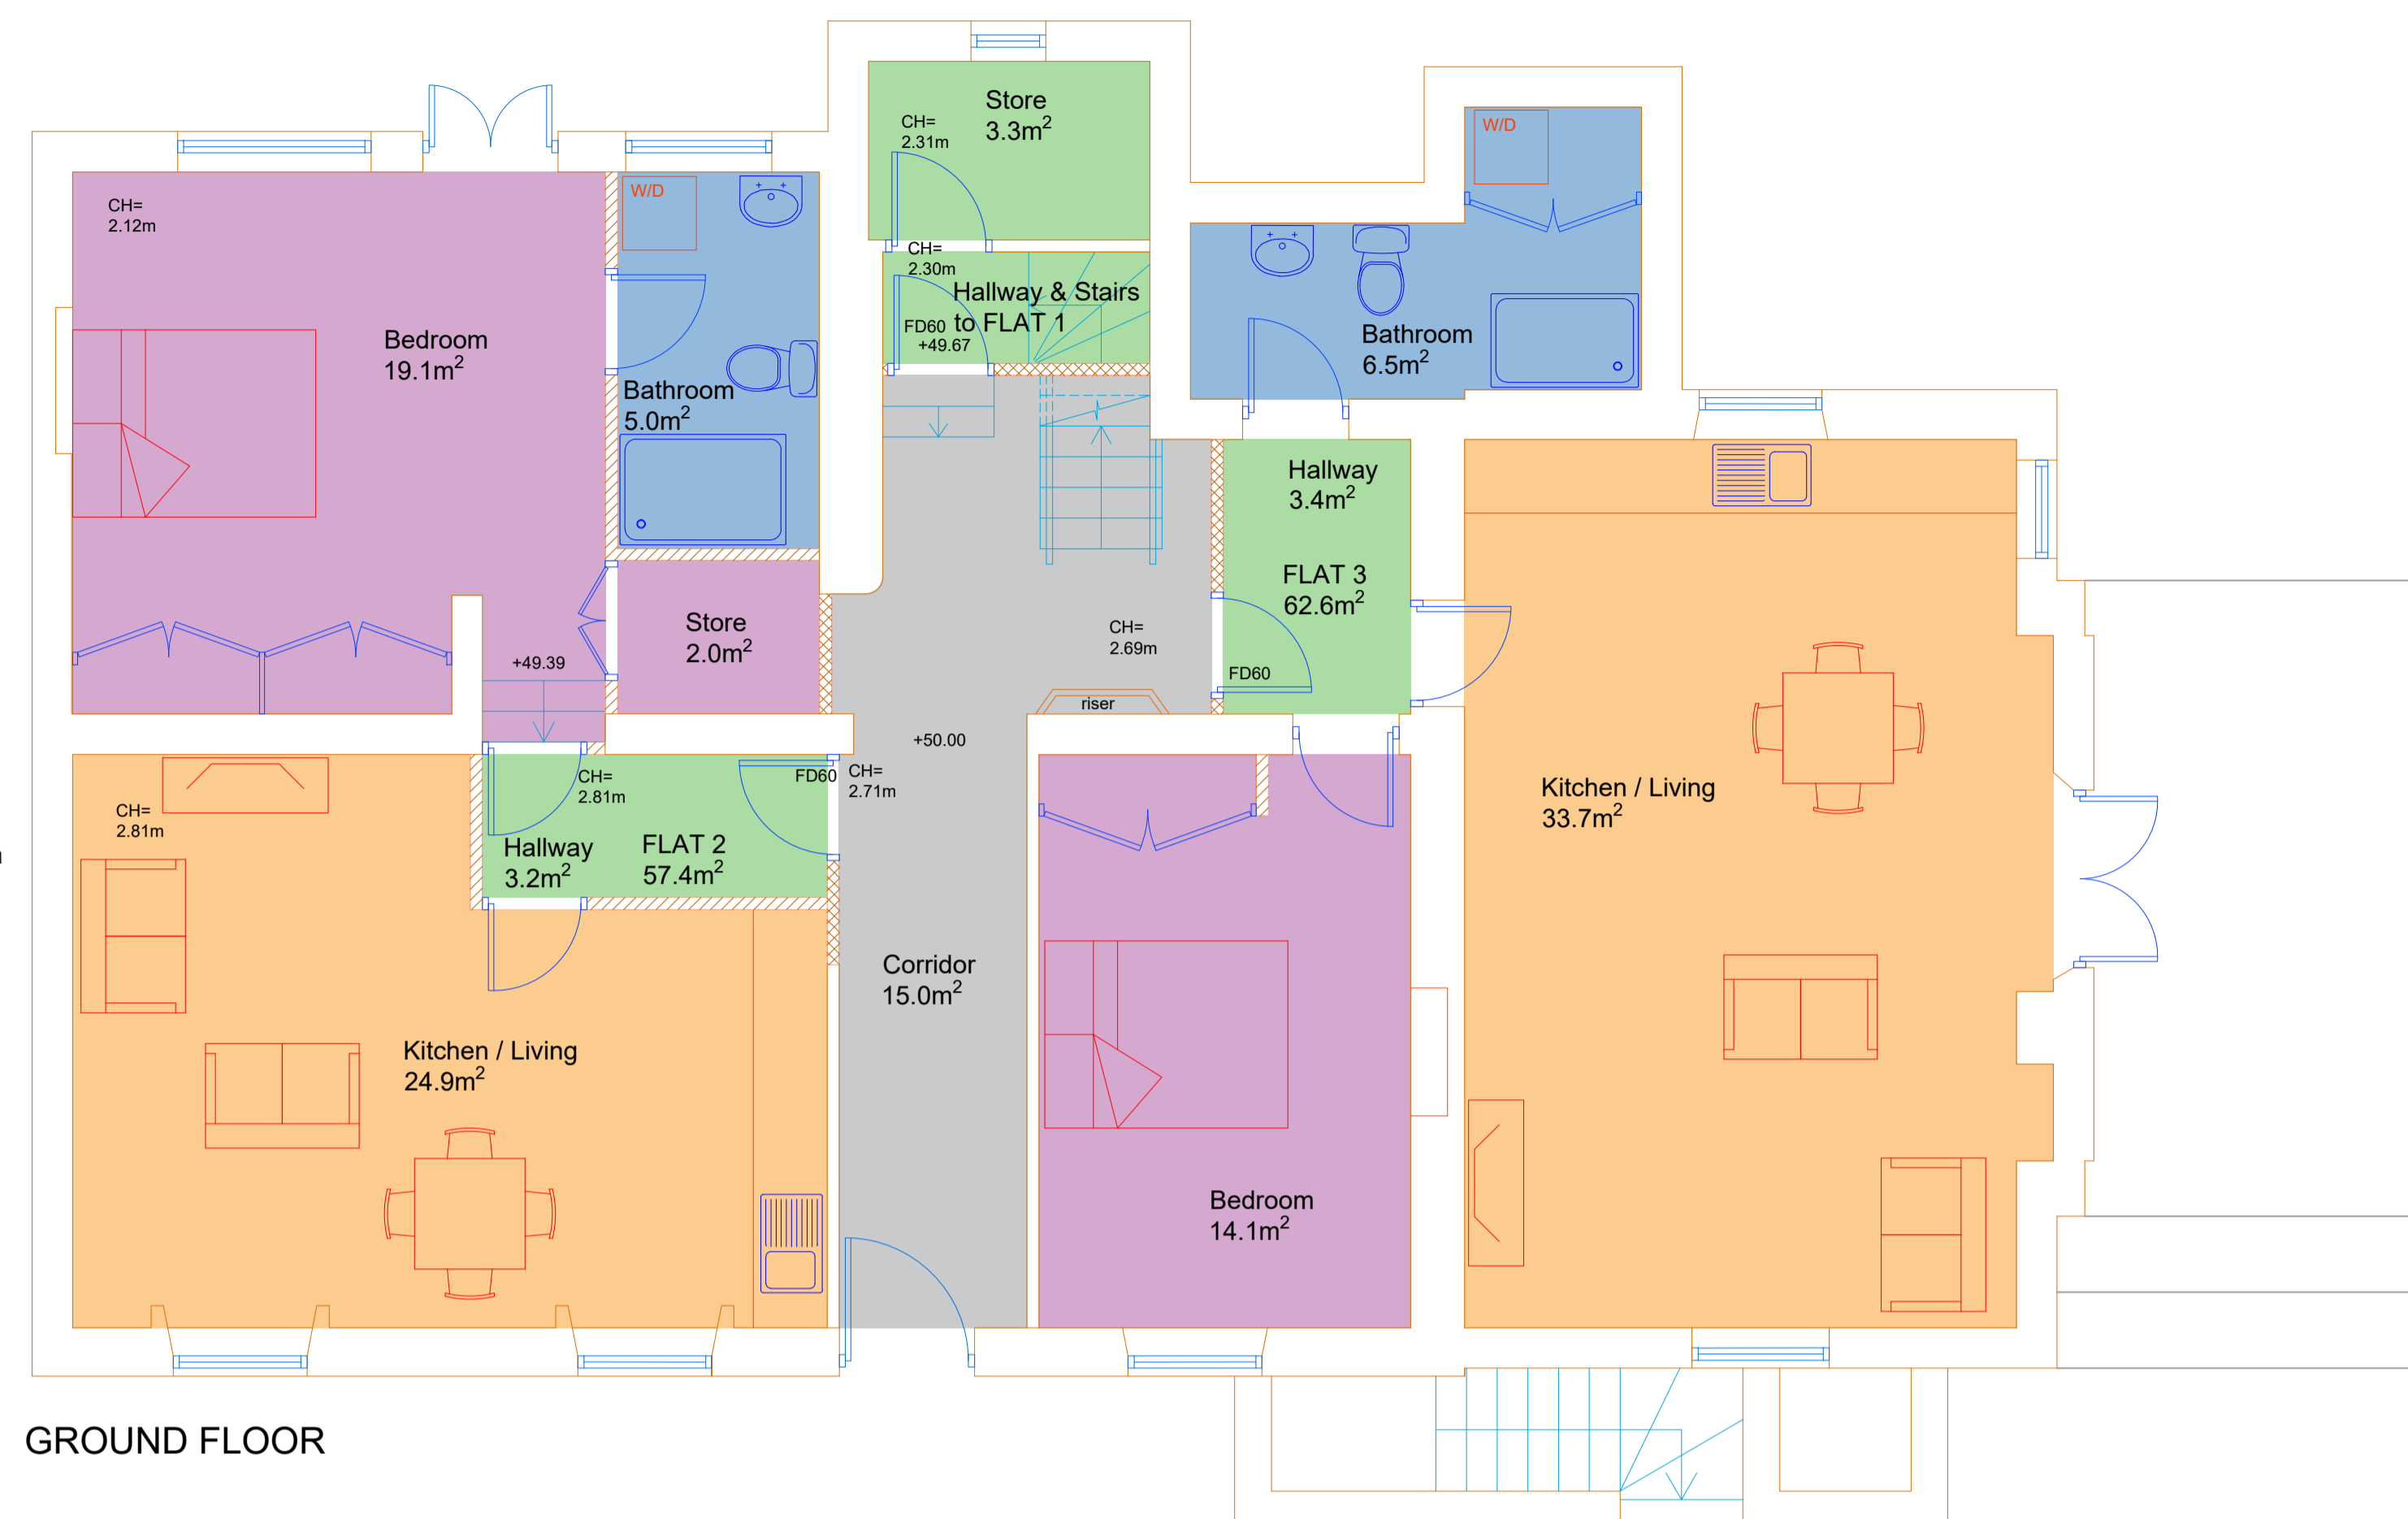 Store
3.3m²
CH=
2.31m
W/D
CH=
2.12m
W/D
CH=
2.30m
Hallway & Stairs
to FLAT 1
FD60
+49.67
Bedroom
19.1m²
Bathroom
5.0m²
Bathroom
6.5m²
Hallway
3.4m²
FLAT 3
62.6m²
Store
2.0m²
CH=
2.69m
+49.39
FD60
riser
+50.00
CH=
2.81m
FD60
CH=
2.71m
CH=
2.81m
Hallway
3.2m²
FLAT 2
57.4m²
Kitchen / Living
33.7m²
Corridor
15.0m²
Kitchen / Living
24.9m²
Bedroom
14.1m²
GROUND FLOOR